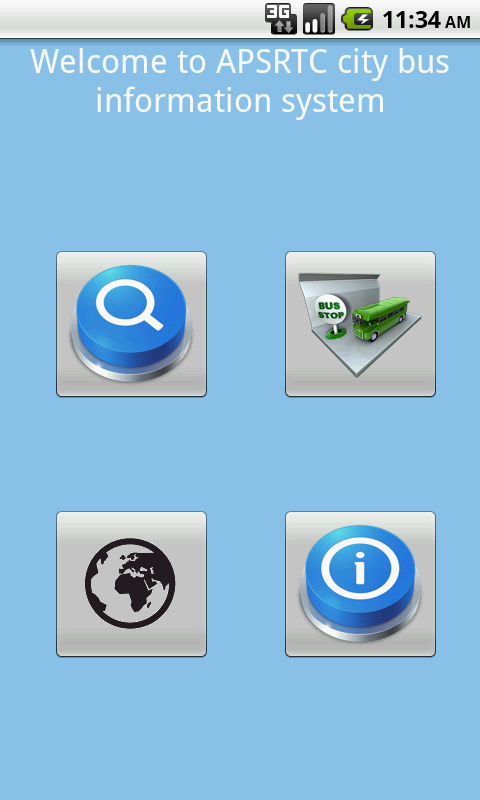 3G
11:34 AM
Welcome to APSRTC city bus
information system
BUS
STOP
i